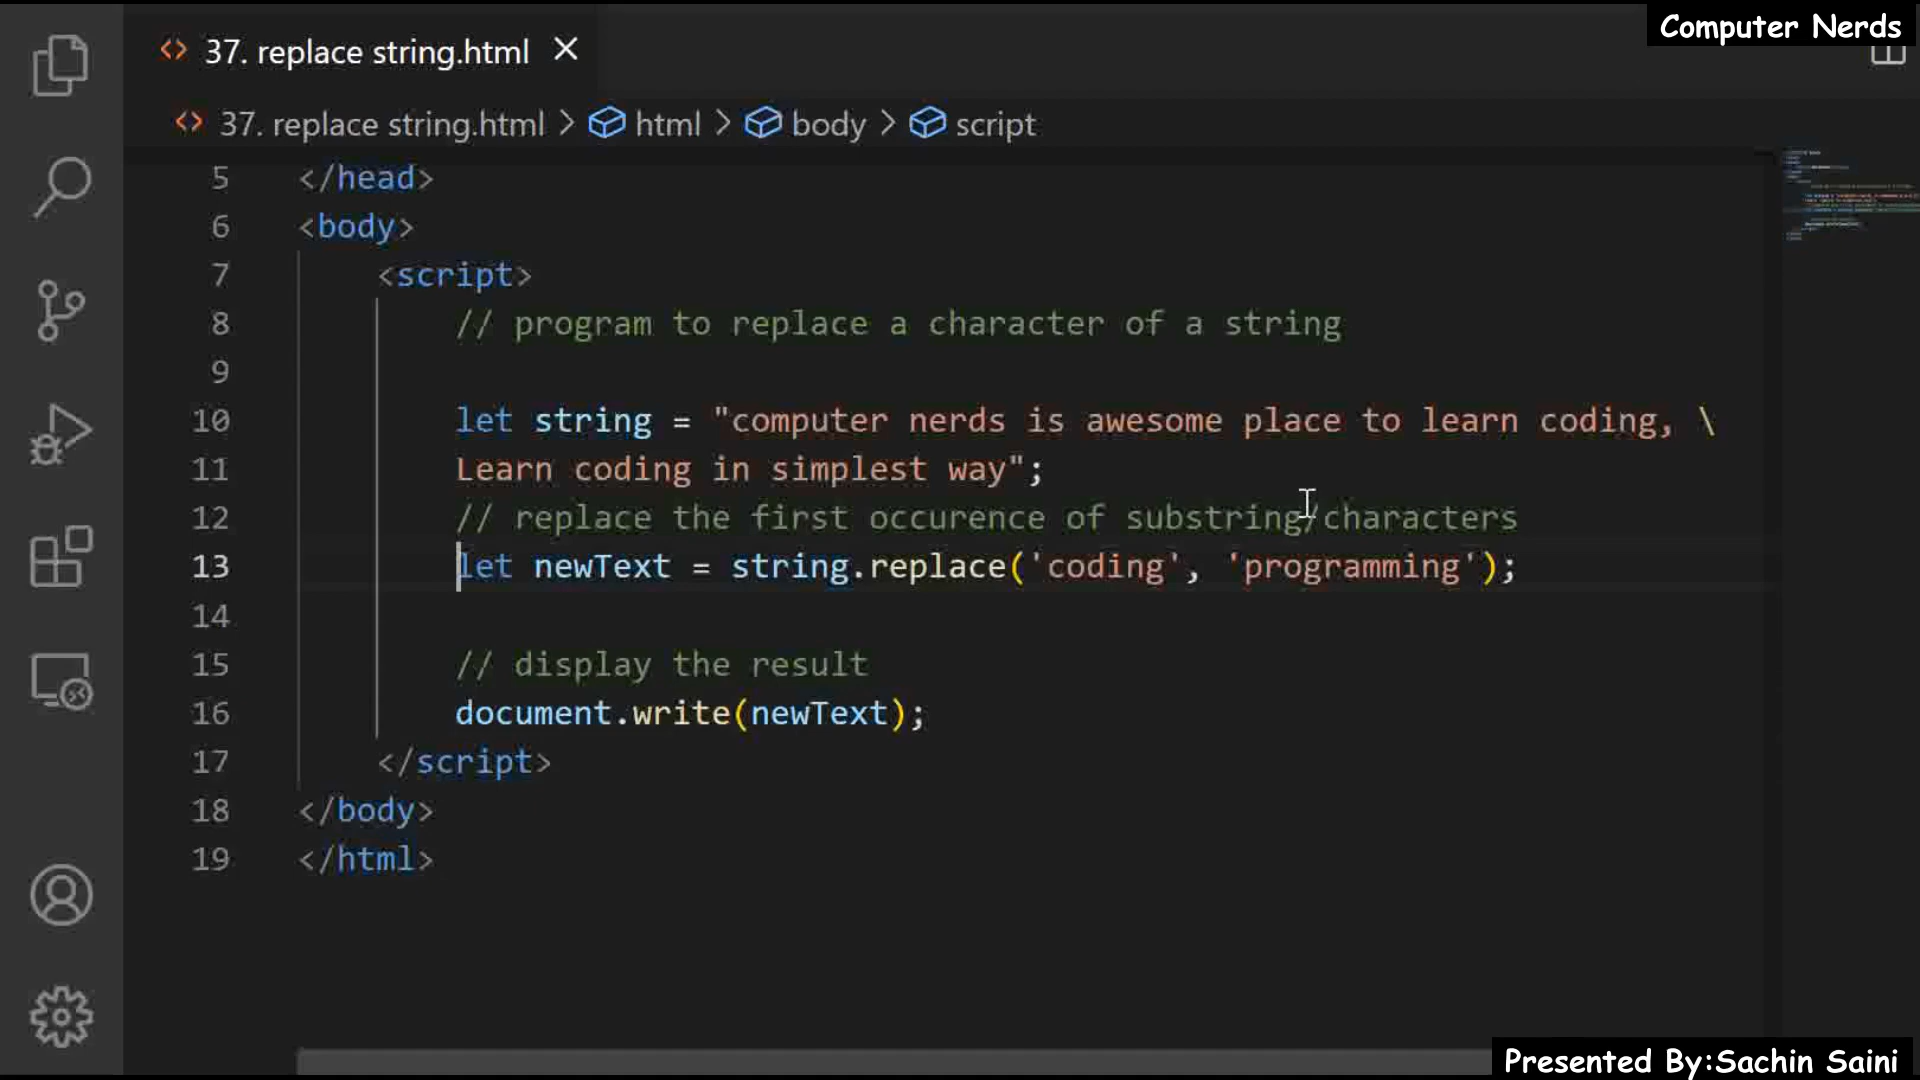 Computer Nerds
37. replace string.html
37. replace string.html > html > body > script
5 </head>
6 <body>
7 <script>
8 // program to replace a character of a string
9
10 let string = "computer nerds is awesome place to learn coding, \
11 Learn coding in simplest way";
12 // replace the first occurence of substring/characters
13 let newText = string.replace('coding', 'programming');
14
15 // display the result
16 document.write(newText);
17 </script>
18 </body>
19 </html>
Presented By:Sachin Saini